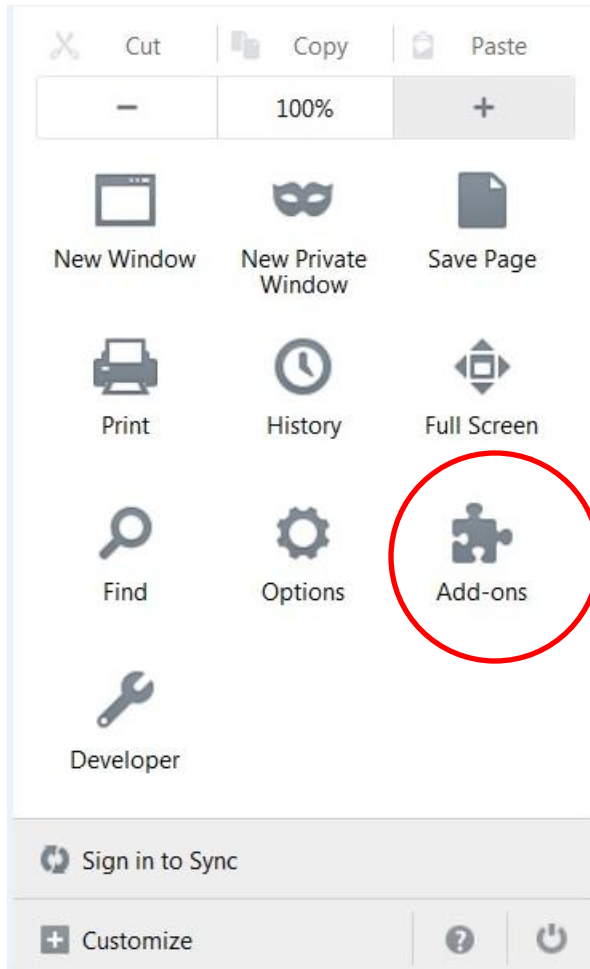 Cut Copy Paste
− 100% +
New Window New Private Window Save Page
Print History Full Screen
Find Options Add-ons
Developer
Sign in to Sync
Customize ?